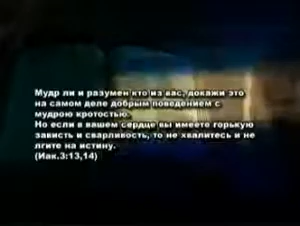 Мудр ли и разумен кто из вас, докажи это
на самом деле добрым поведением с
мудрою кротостью.
Но если в вашем сердце вы имеете горькую
зависть и сварливость, то не хвалитесь и не
лгите на истину.
(Иак.3:13,14)